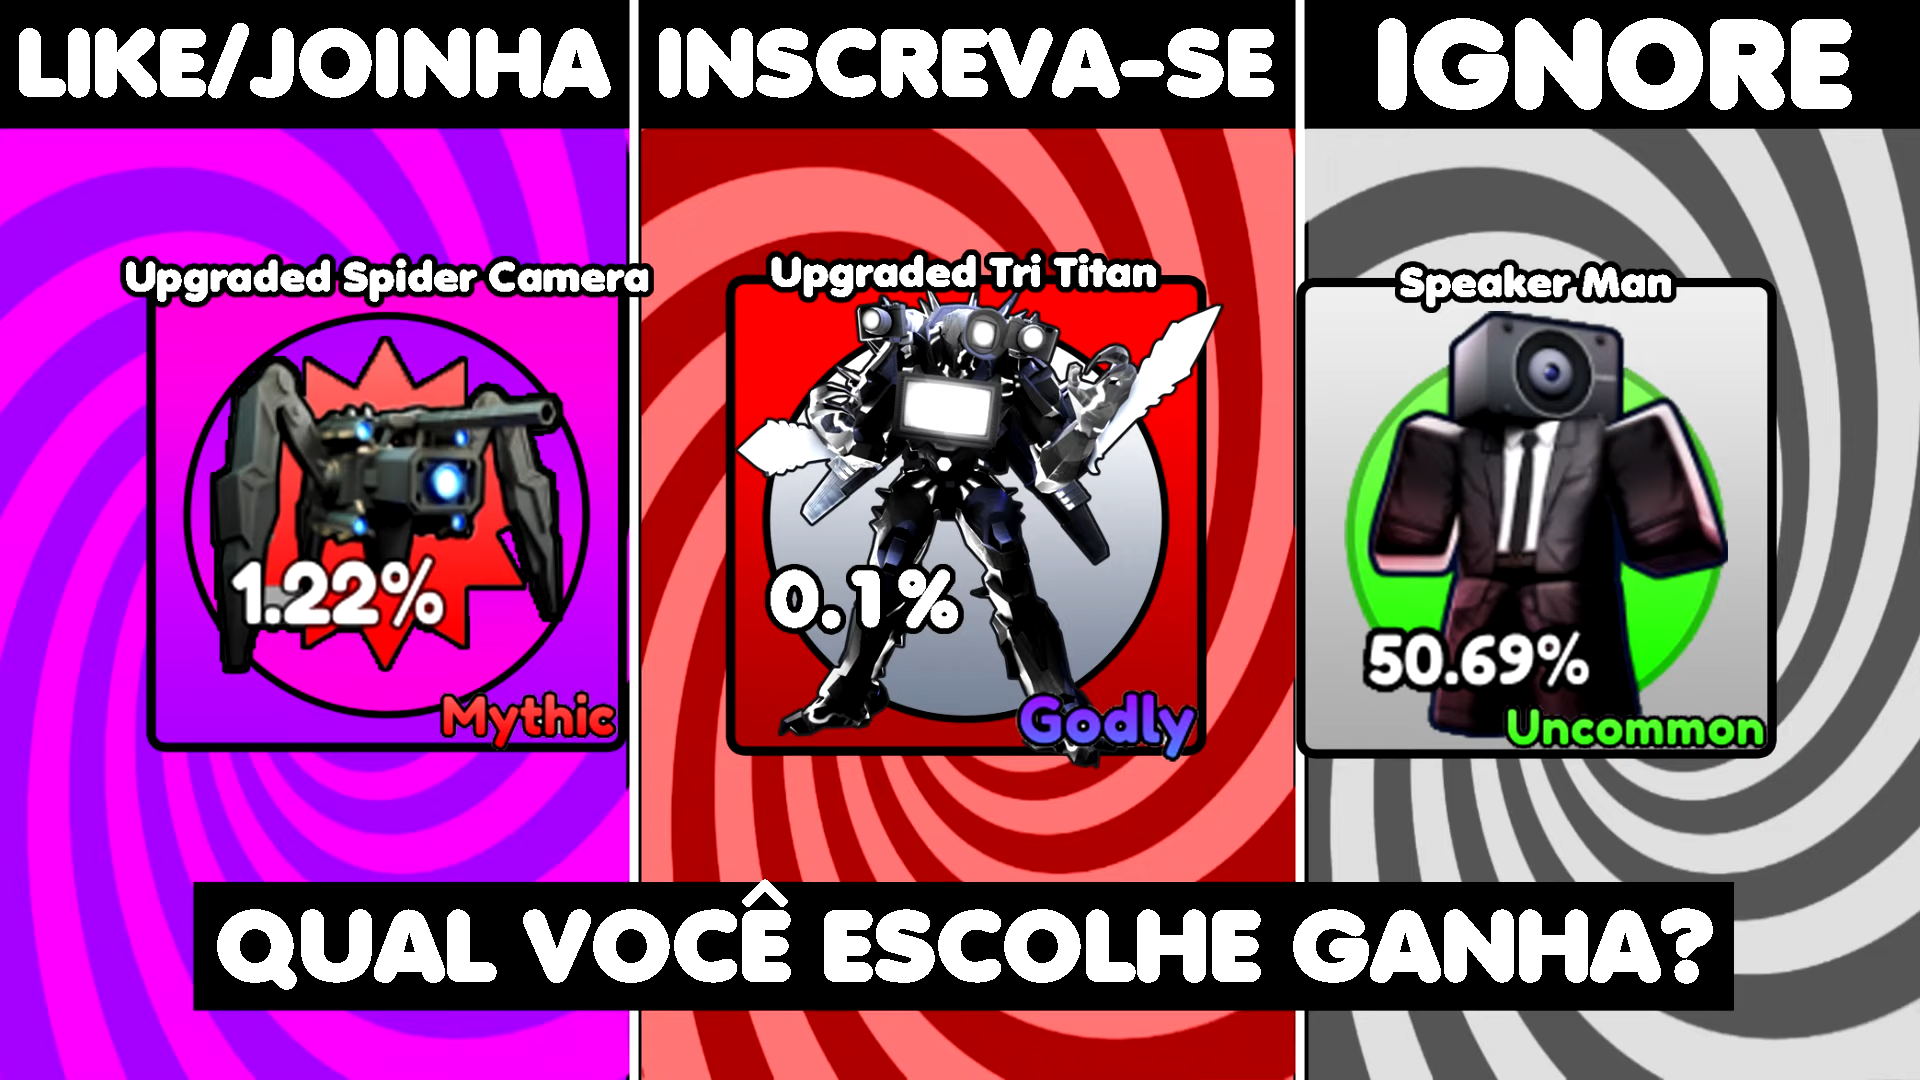 LIKE/JOINHA
INSCREVA-SE
IGNORE
Upgraded Spider Camera
1.22%
Mythic
Upgraded Tri Titan
0.1%
Godly
Speaker Man
50.69%
Uncommon
QUAL VOCÊ ESCOLHE GANHA?